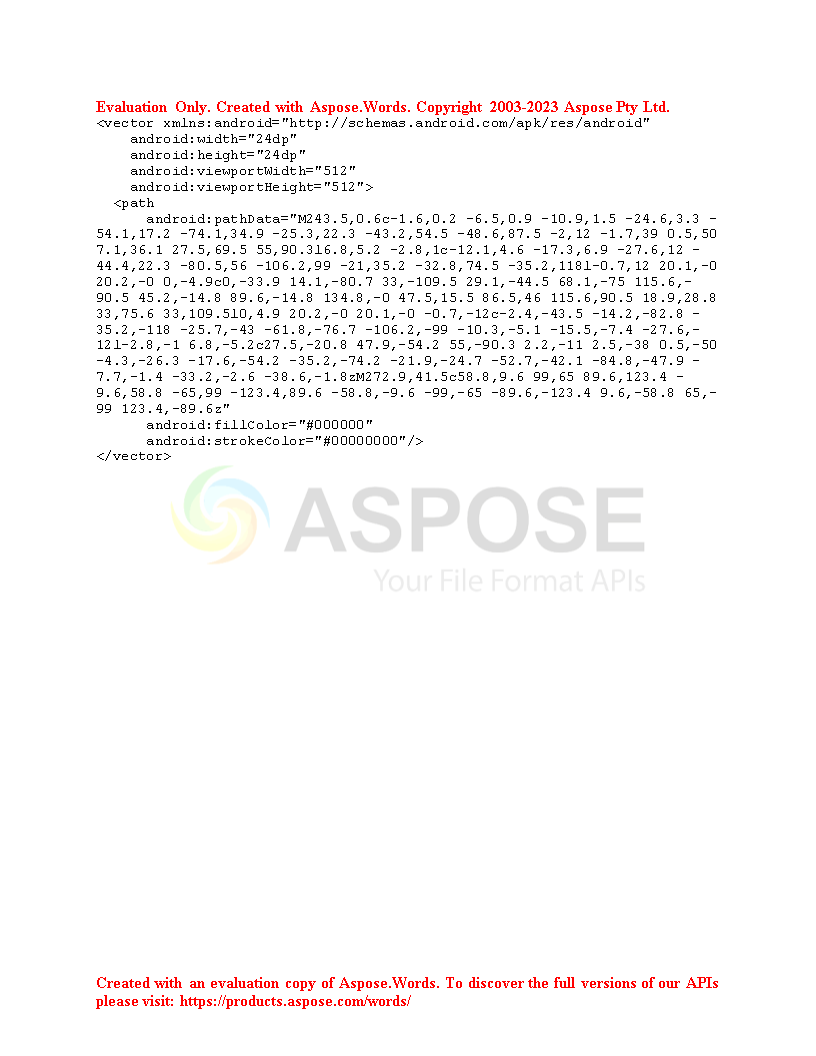 Evaluation Only. Created with Aspose.Words. Copyright 2003-2023 Aspose Pty Ltd.
<vector xmlns:android="http://schemas.android.com/apk/res/android"
    android:width="24dp"
    android:height="24dp"
    android:viewportWidth="512"
    android:viewportHeight="512">
  <path
      android:pathData="M243.5,0.6c-1.6,0.2 -6.5,0.9 -10.9,1.5 -24.6,3.3 -
54.1,17.2 -74.1,34.9 -25.3,22.3 -43.2,54.5 -48.6,87.5 -2,12 -1.7,39 0.5,50
7.1,36.1 27.5,69.5 55,90.3l6.8,5.2 -2.8,1c-12.1,4.6 -17.3,6.9 -27.6,12 -
44.4,22.3 -80.5,56 -106.2,99 -21,35.2 -32.8,74.5 -35.2,118l-0.7,12 20.1,-0
20.2,-0 0,-4.9c0,-33.9 14.1,-80.7 33,-109.5 29.1,-44.5 68.1,-75 115.6,-
90.5 45.2,-14.8 89.6,-14.8 134.8,-0 47.5,15.5 86.5,46 115.6,90.5 18.9,28.8
33,75.6 33,109.5l0,4.9 20.2,-0 20.1,-0 -0.7,-12c-2.4,-43.5 -14.2,-82.8 -
35.2,-118 -25.7,-43 -61.8,-76.7 -106.2,-99 -10.3,-5.1 -15.5,-7.4 -27.6,-
12l-2.8,-1 6.8,-5.2c27.5,-20.8 47.9,-54.2 55,-90.3 2.2,-11 2.5,-38 0.5,-50
-4.3,-26.3 -17.6,-54.2 -35.2,-74.2 -21.9,-24.7 -52.7,-42.1 -84.8,-47.9 -
7.7,-1.4 -33.2,-2.6 -38.6,-1.8zM272.9,41.5c58.8,9.6 99,65 89.6,123.4 -
9.6,58.8 -65,99 -123.4,89.6 -58.8,-9.6 -99,-65 -89.6,-123.4 9.6,-58.8 65,-
99 123.4,-89.6z"
      android:fillColor="#000000"
      android:strokeColor="#00000000"/>
</vector>
ASPOSE
Your File Format APIs
Created with an evaluation copy of Aspose.Words. To discover the full versions of our APIs
please visit: https://products.aspose.com/words/